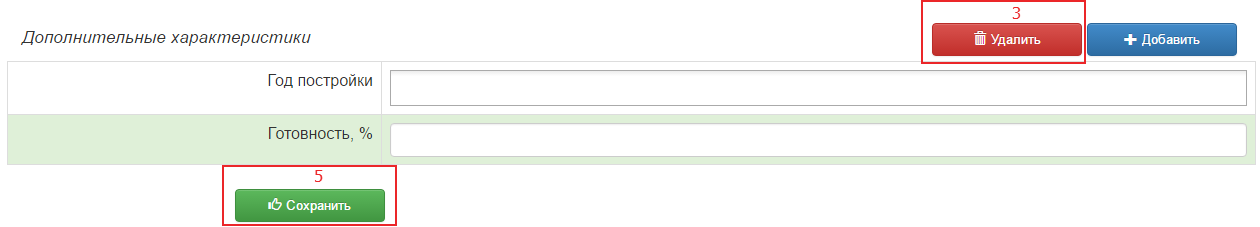 3
Дополнительные характеристики Удалить Добавить
Год постройки
Готовность, %
5
Сохранить